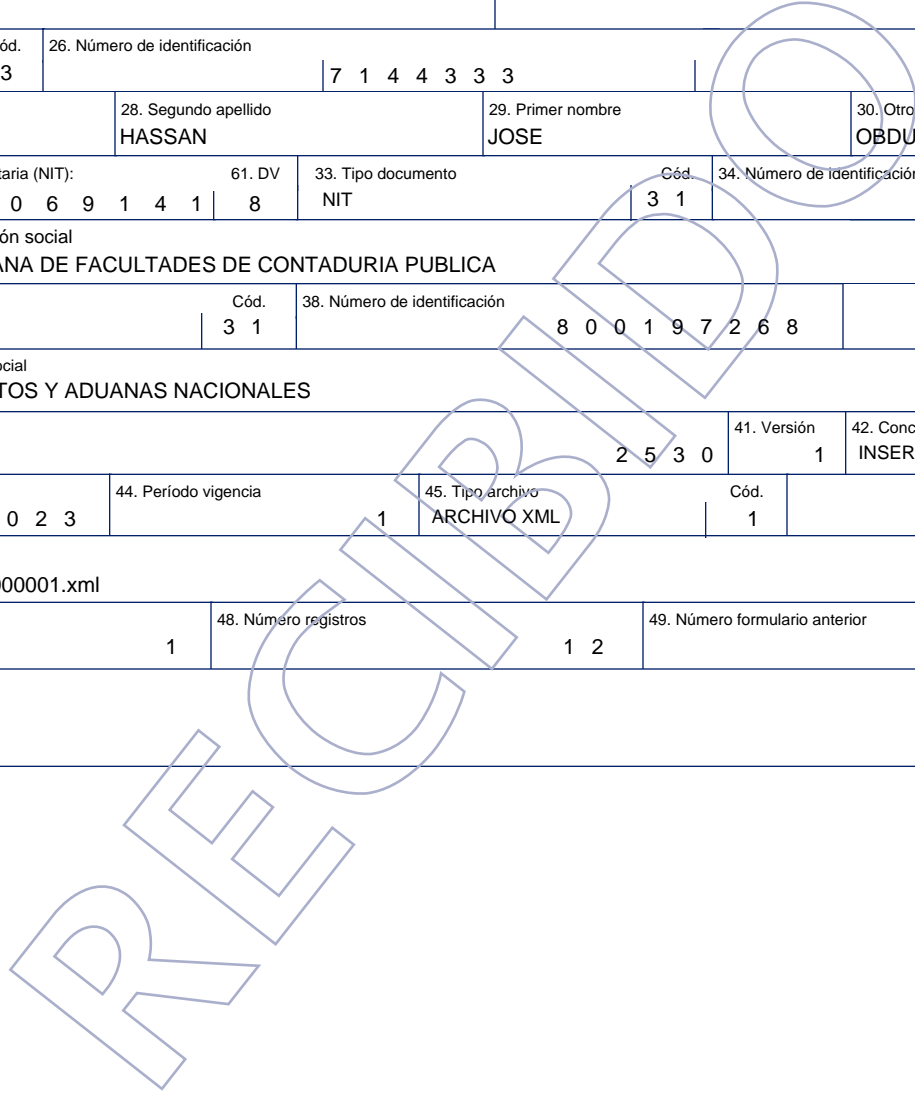 ód. 26. Número de identificación
3 7 1 4 4 3 3 3
28. Segundo apellido 29. Primer nombre 30. Otro
HASSAN JOSE OBDU
taria (NIT): 61. DV 33. Tipo documento Cód. 34. Número de identificación
0 6 9 1 4 1 8 NIT 3 1
ón social
ANA DE FACULTADES DE CONTADURIA PUBLICA
Cód. 38. Número de identificación
3 1 8 0 0 1 9 7 2 6 8
ocial
TOS Y ADUANAS NACIONALES
41. Versión 42. Conc
2 5 3 0 1 INSER
44. Período vigencia 45. Tipo archivo Cód.
0 2 3 1 ARCHIVO XML 1
000001.xml
48. Número registros 49. Número formulario anterior
1 1 2
RECIBIDO